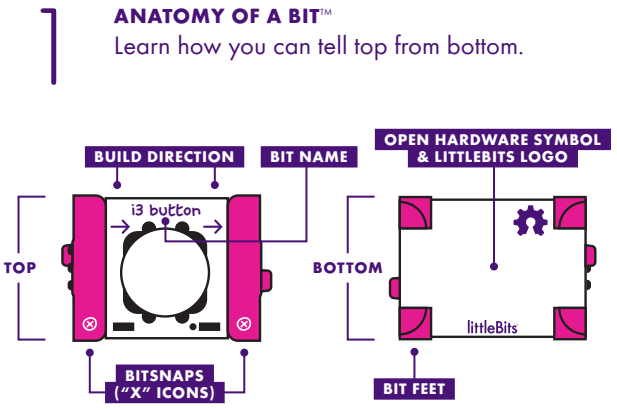 1
ANATOMY OF A BIT™
Learn how you can tell top from bottom.
BUILD DIRECTION
BIT NAME
i3 button
TOP
BITSNAPS
("X" ICONS)
OPEN HARDWARE SYMBOL
& LITTLEBITS LOGO
BOTTOM
littleBits
BIT FEET